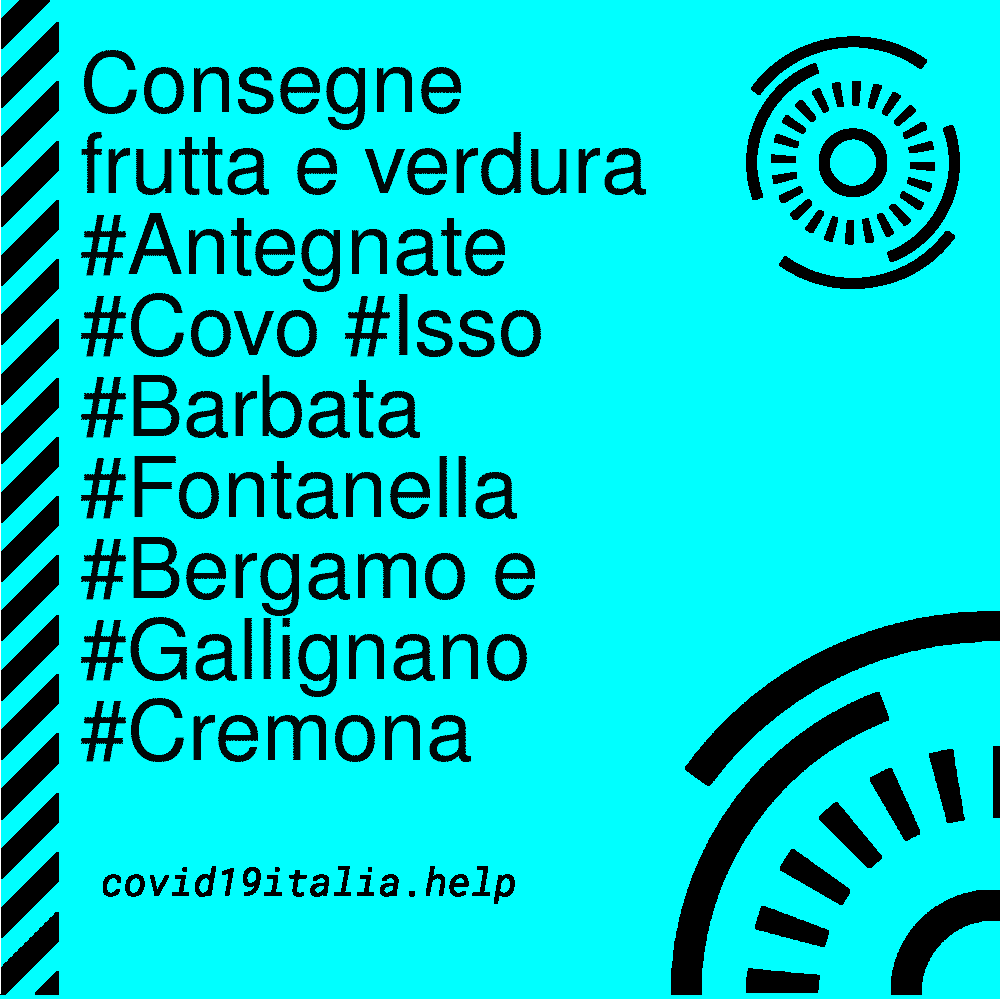 Consegne
frutta e verdura
#Antegnate
#Covo #Isso
#Barbata
#Fontanella
#Bergamo e
#Gallignano
#Cremona
covid19italia.help